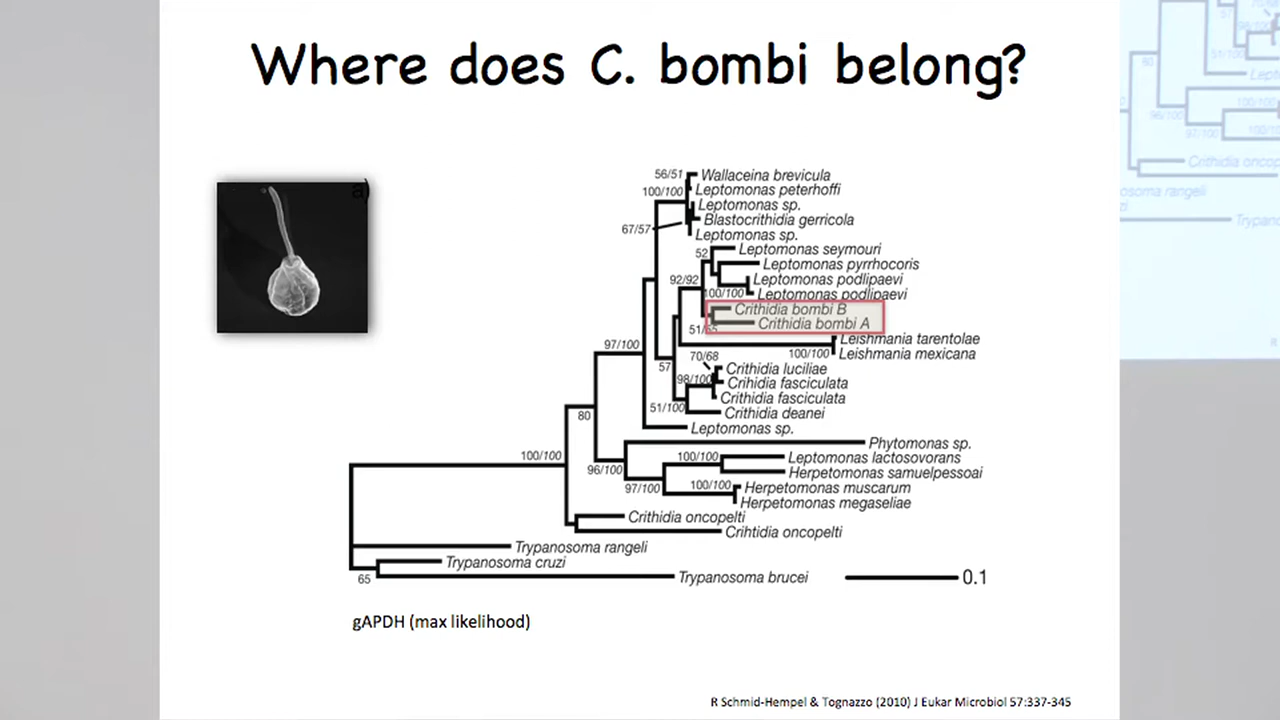 Where does C. bombi belong?
a)
56/51
Wallaceina brevicula
100/100
Leptomonas peterhoffi
Leptomonas sp.
67/57
Blastocrithidia gerricola
Leptomonas sp.
52
Leptomonas seymouri
Leptomonas pyrrhocoris
92/92
Leptomonas podlipaevi
100/100
Leptomonas podlipaevi
Crithidia bombi B
Crithidia bombi A
51/55
Leishmania tarentolae
97/100
100/100
Leishmania mexicana
70/68
57
Crithidia luciliae
98/100
Crihidia fasciculata
Crithidia fasciculata
51/100
Crithidia deanei
80
Leptomonas sp.
Phytomonas sp.
100/100
100/100
Leptomonas lactosovorans
96/100
Herpetomonas samuelpessoai
97/100
100/100
Herpetomonas muscarum
Herpetomonas megaseliae
Crithidia oncopelti
Crihtidia oncopelti
Trypanosoma rangeli
Trypanosoma cruzi
65
Trypanosoma brucei
0.1
gAPDH (max likelihood)
R Schmid-Hempel & Tognazzo (2010) J Eukar Microbiol 57:337-345